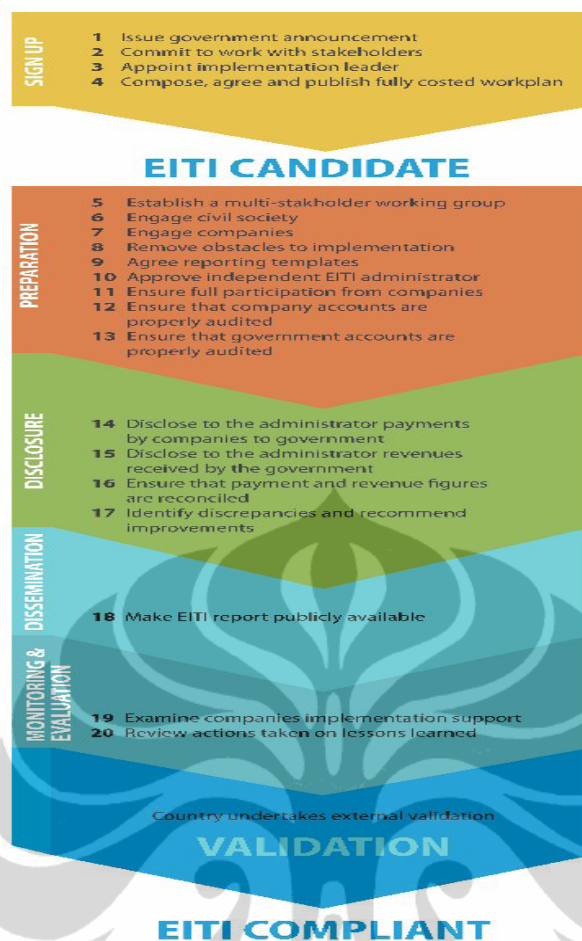 SIGN UP
1 Issue government announcement
2 Commit to work with stakeholders
3 Appoint implementation leader
4 Compose, agree and publish fully costed workplan
EITI CANDIDATE
PREPARATION
5 Establish a multi-stakholder working group
6 Engage civil society
7 Engage companies
8 Remove obstacles to implementation
9 Agree reporting templates
10 Approve independent EITI administrator
11 Ensure full participation from companies
12 Ensure that company accounts are
properly audited
13 Ensure that government accounts are
properly audited
DISCLOSURE
14 Disclose to the administrator payments
by companies to government
15 Disclose to the administrator revenues
received by the government
16 Ensure that payment and revenue figures
are reconciled
17 Identify discrepancies and recommend
improvements
DISSEMINATION
18 Make EITI report publicly available
MONITORING &
EVALUATION
19 Examine companies implementation support
20 Review actions taken on lessons learned
Country undertakes external validation
VALIDATION
EITI COMPLIANT